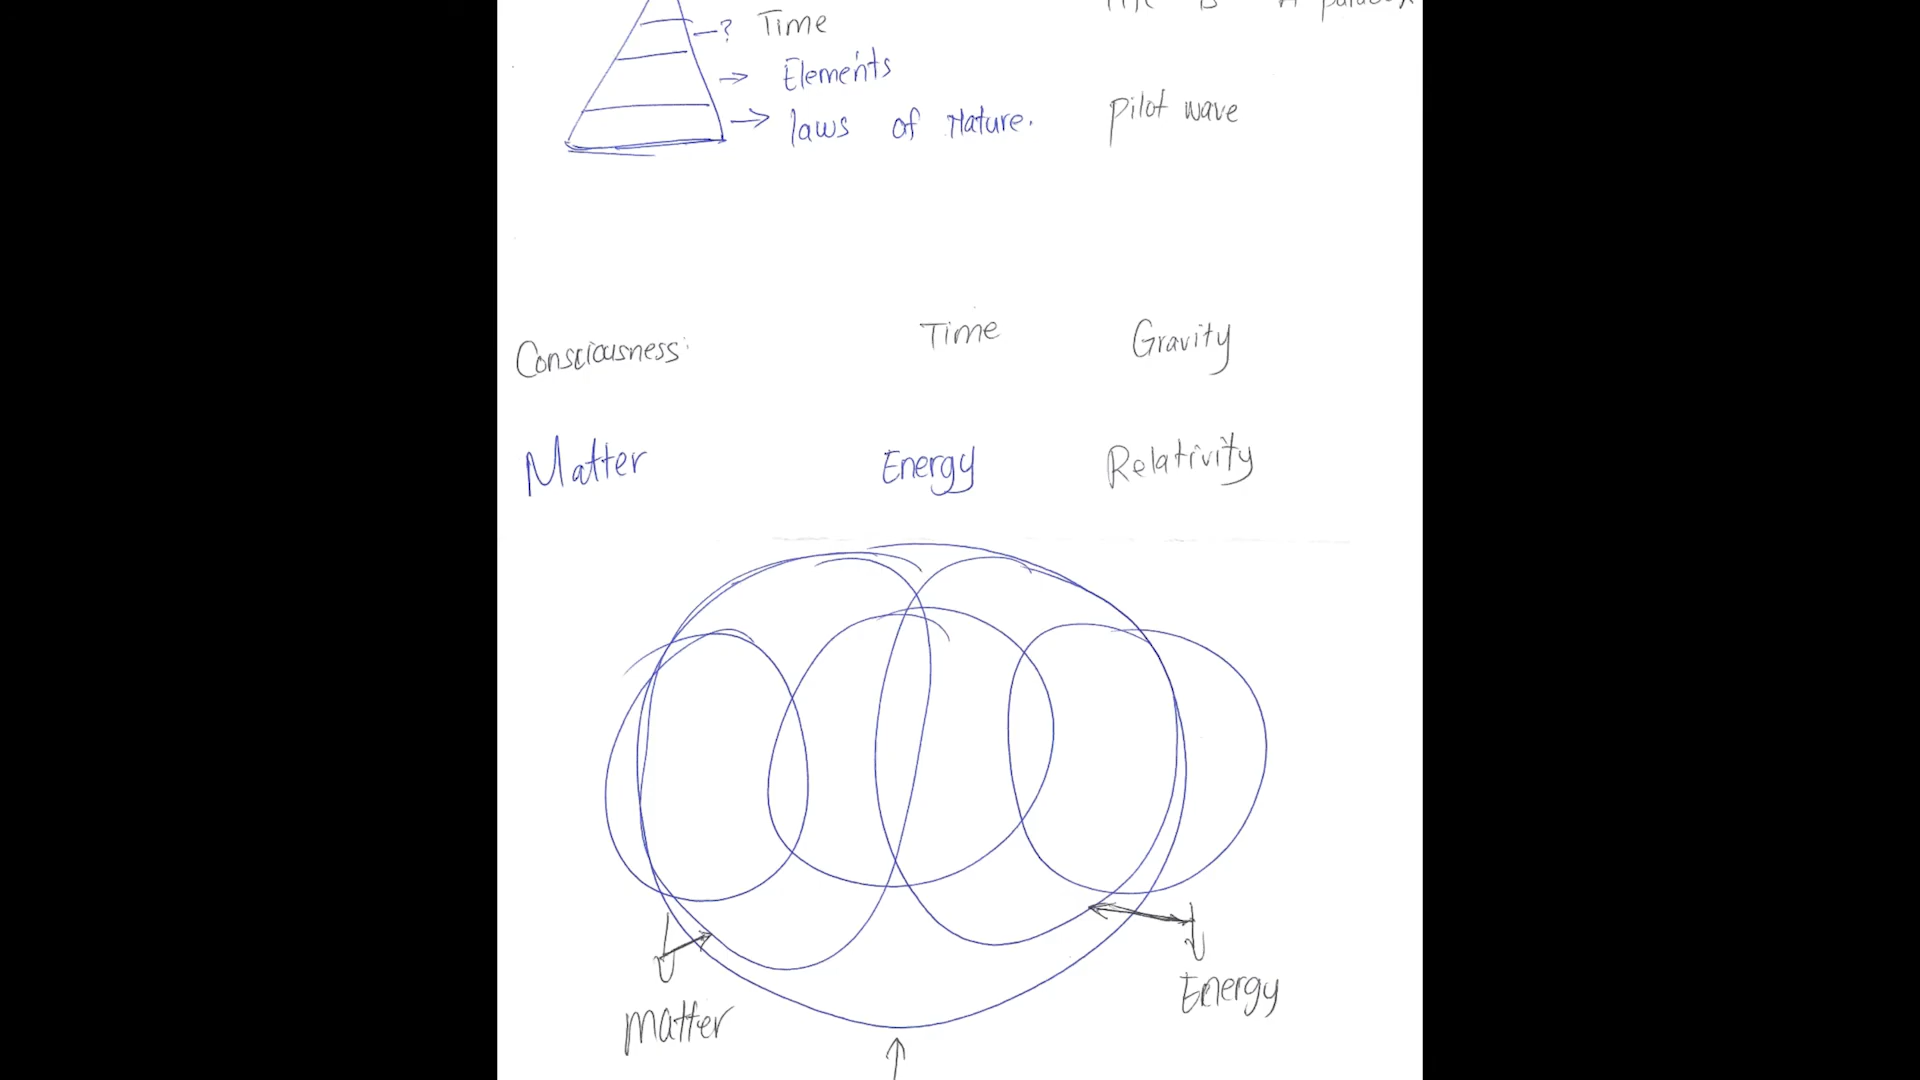 ? Time
Elements
laws of Nature.
Pilot wave
Consciousness:
Time
Gravity
Matter
Energy
Relativity
matter
Energy